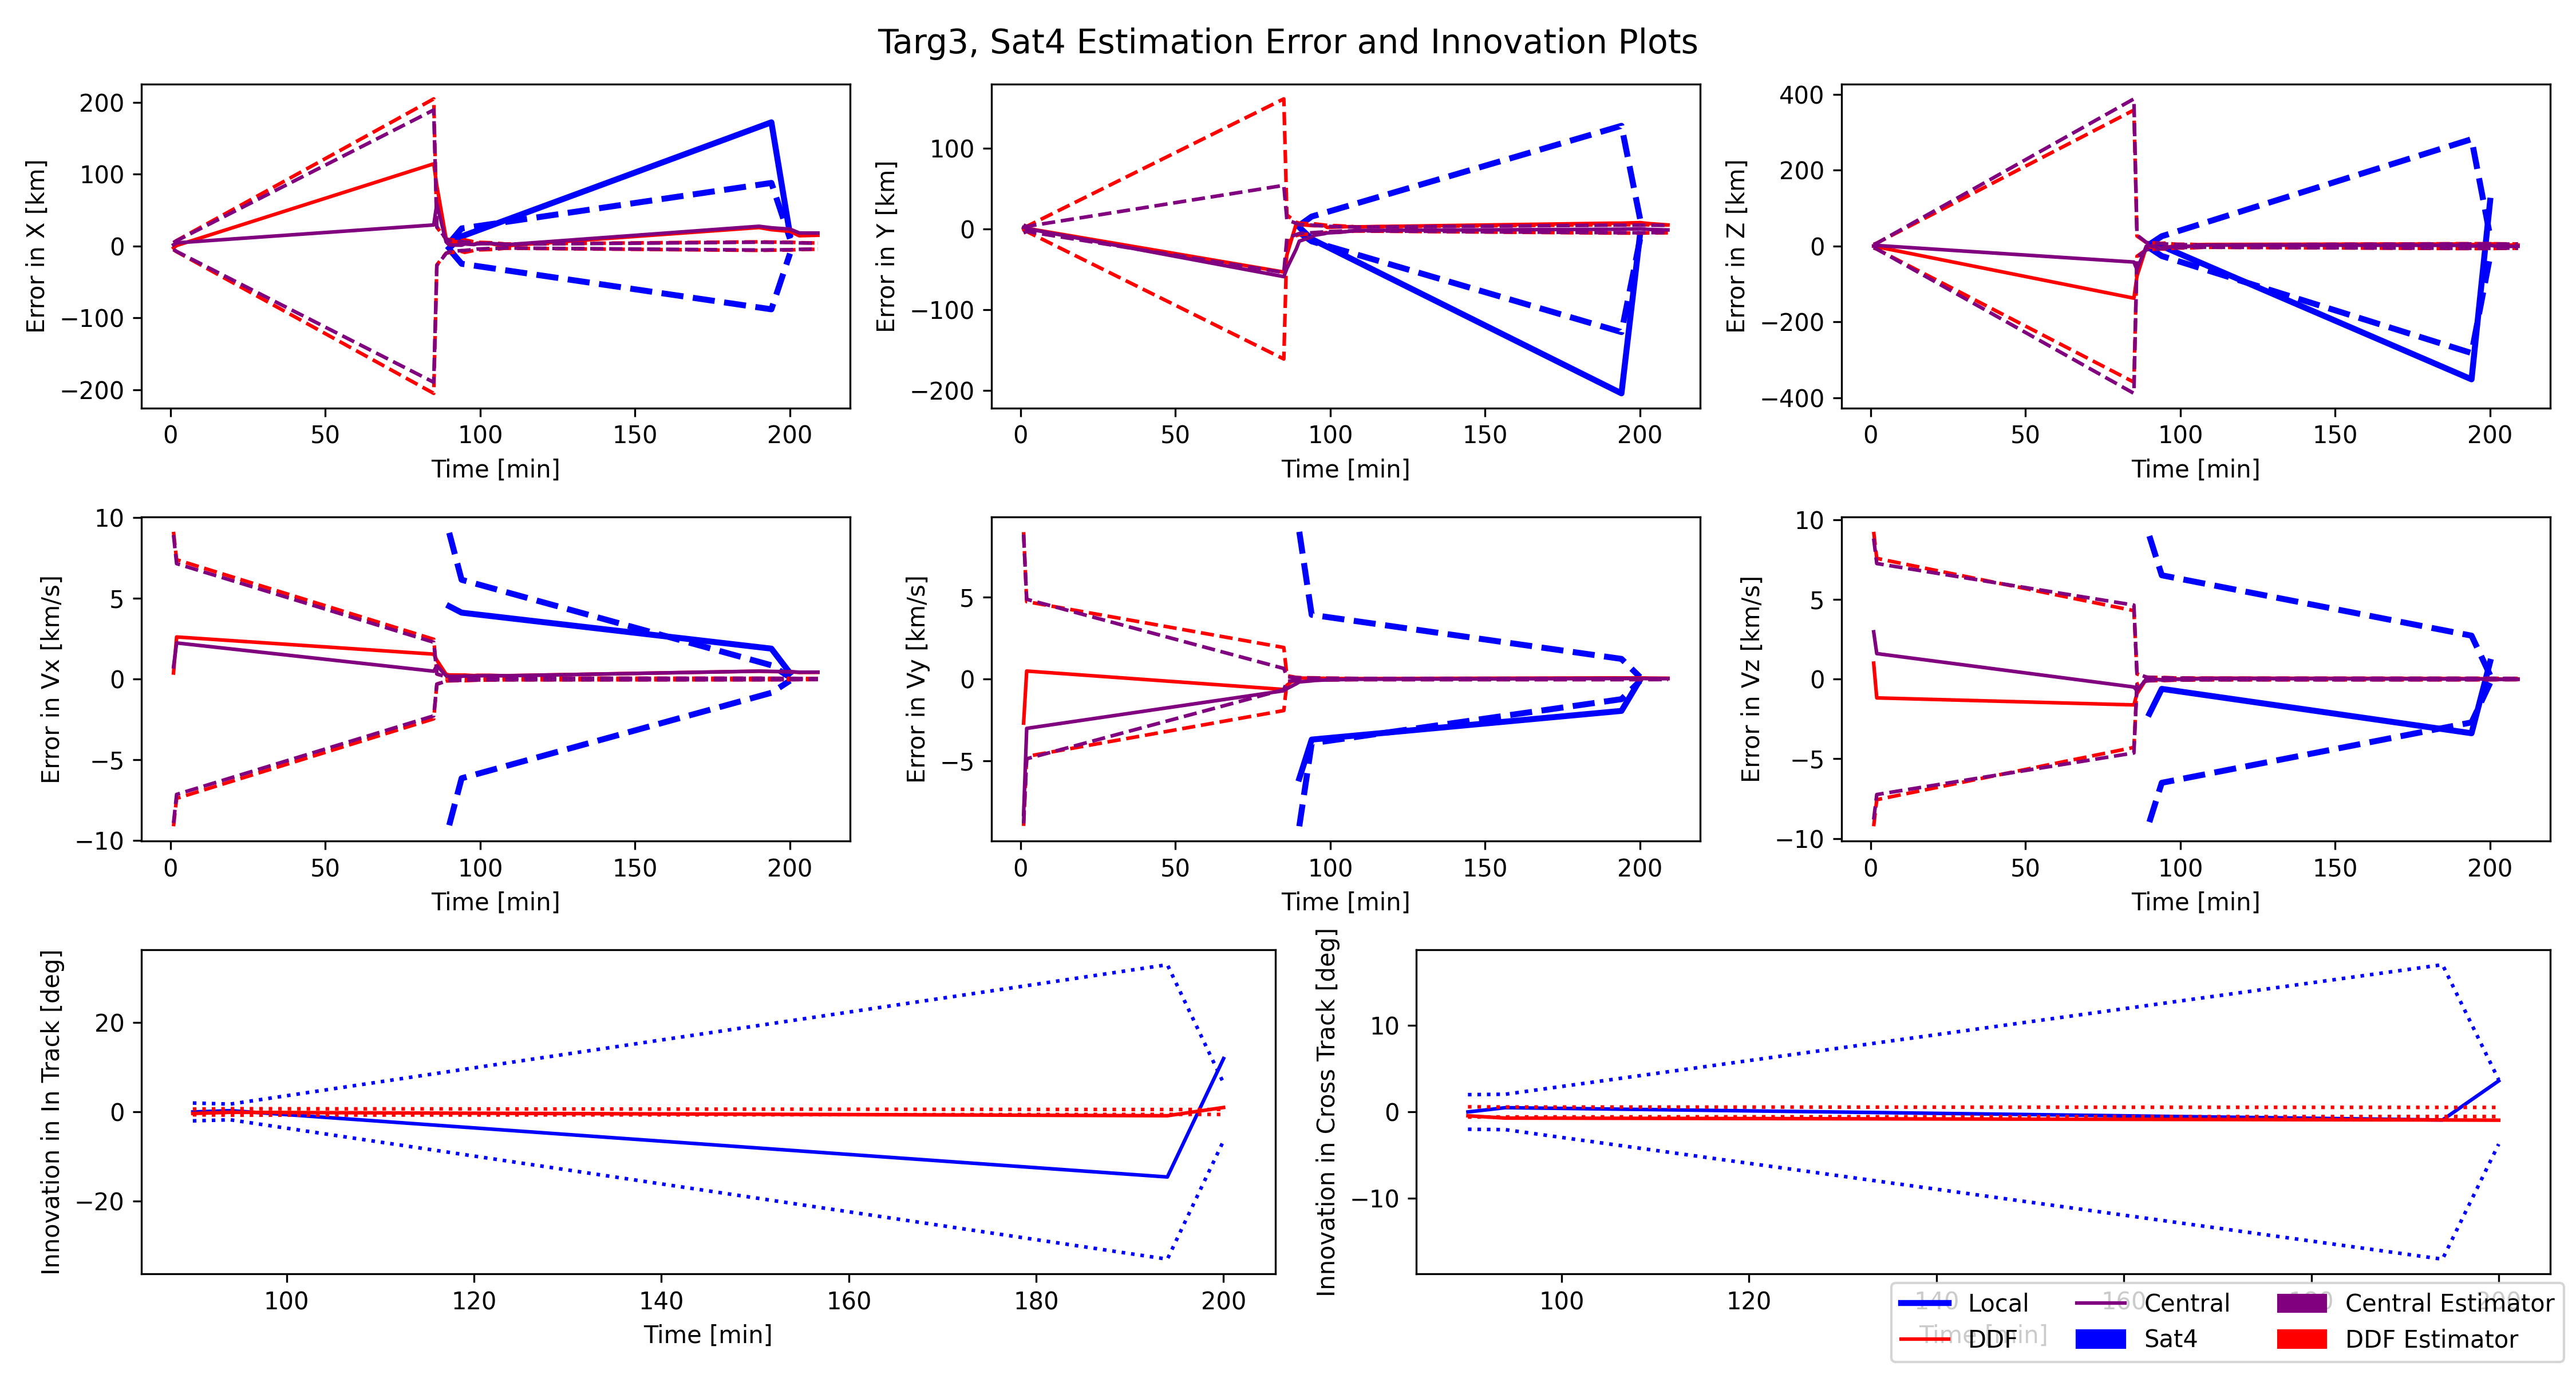 Targ3, Sat4 Estimation Error and Innovation Plots
Error in X [km]
200
100
0
−100
−200
0 50 100 150 200
Time [min]
Error in Y [km]
100
0
−100
−200
0 50 100 150 200
Time [min]
Error in Z [km]
400
200
0
−200
−400
0 50 100 150 200
Time [min]
Error in Vx [km/s]
10
5
0
−5
−10
0 50 100 150 200
Time [min]
Error in Vy [km/s]
5
0
−5
0 50 100 150 200
Time [min]
Error in Vz [km/s]
10
5
0
−5
−10
0 50 100 150 200
Time [min]
Innovation in In Track [deg]
20
0
−20
100 120 140 160 180 200
Time [min]
Innovation in Cross Track [deg]
10
0
−10
100 120 140 160 180 200
Time [min]
Local Central Central Estimator
DDF Sat4 DDF Estimator